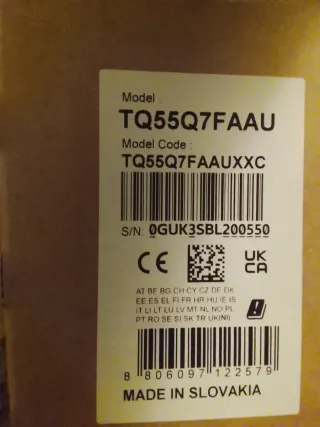 Model :
TQ55Q7FAAU
Model Code :
TQ55Q7FAAUXXC
S/N: 0GUK3SBL200550
CE
UK
CA
AT BE BG CH CY CZ DE DK
EE ES EL FI FR HR HU IE IS
IT LI LT LU LV MT NL NO PL
PT RO SE SI SK TR UK(NI)
8 806097 122579
MADE IN SLOVAKIA